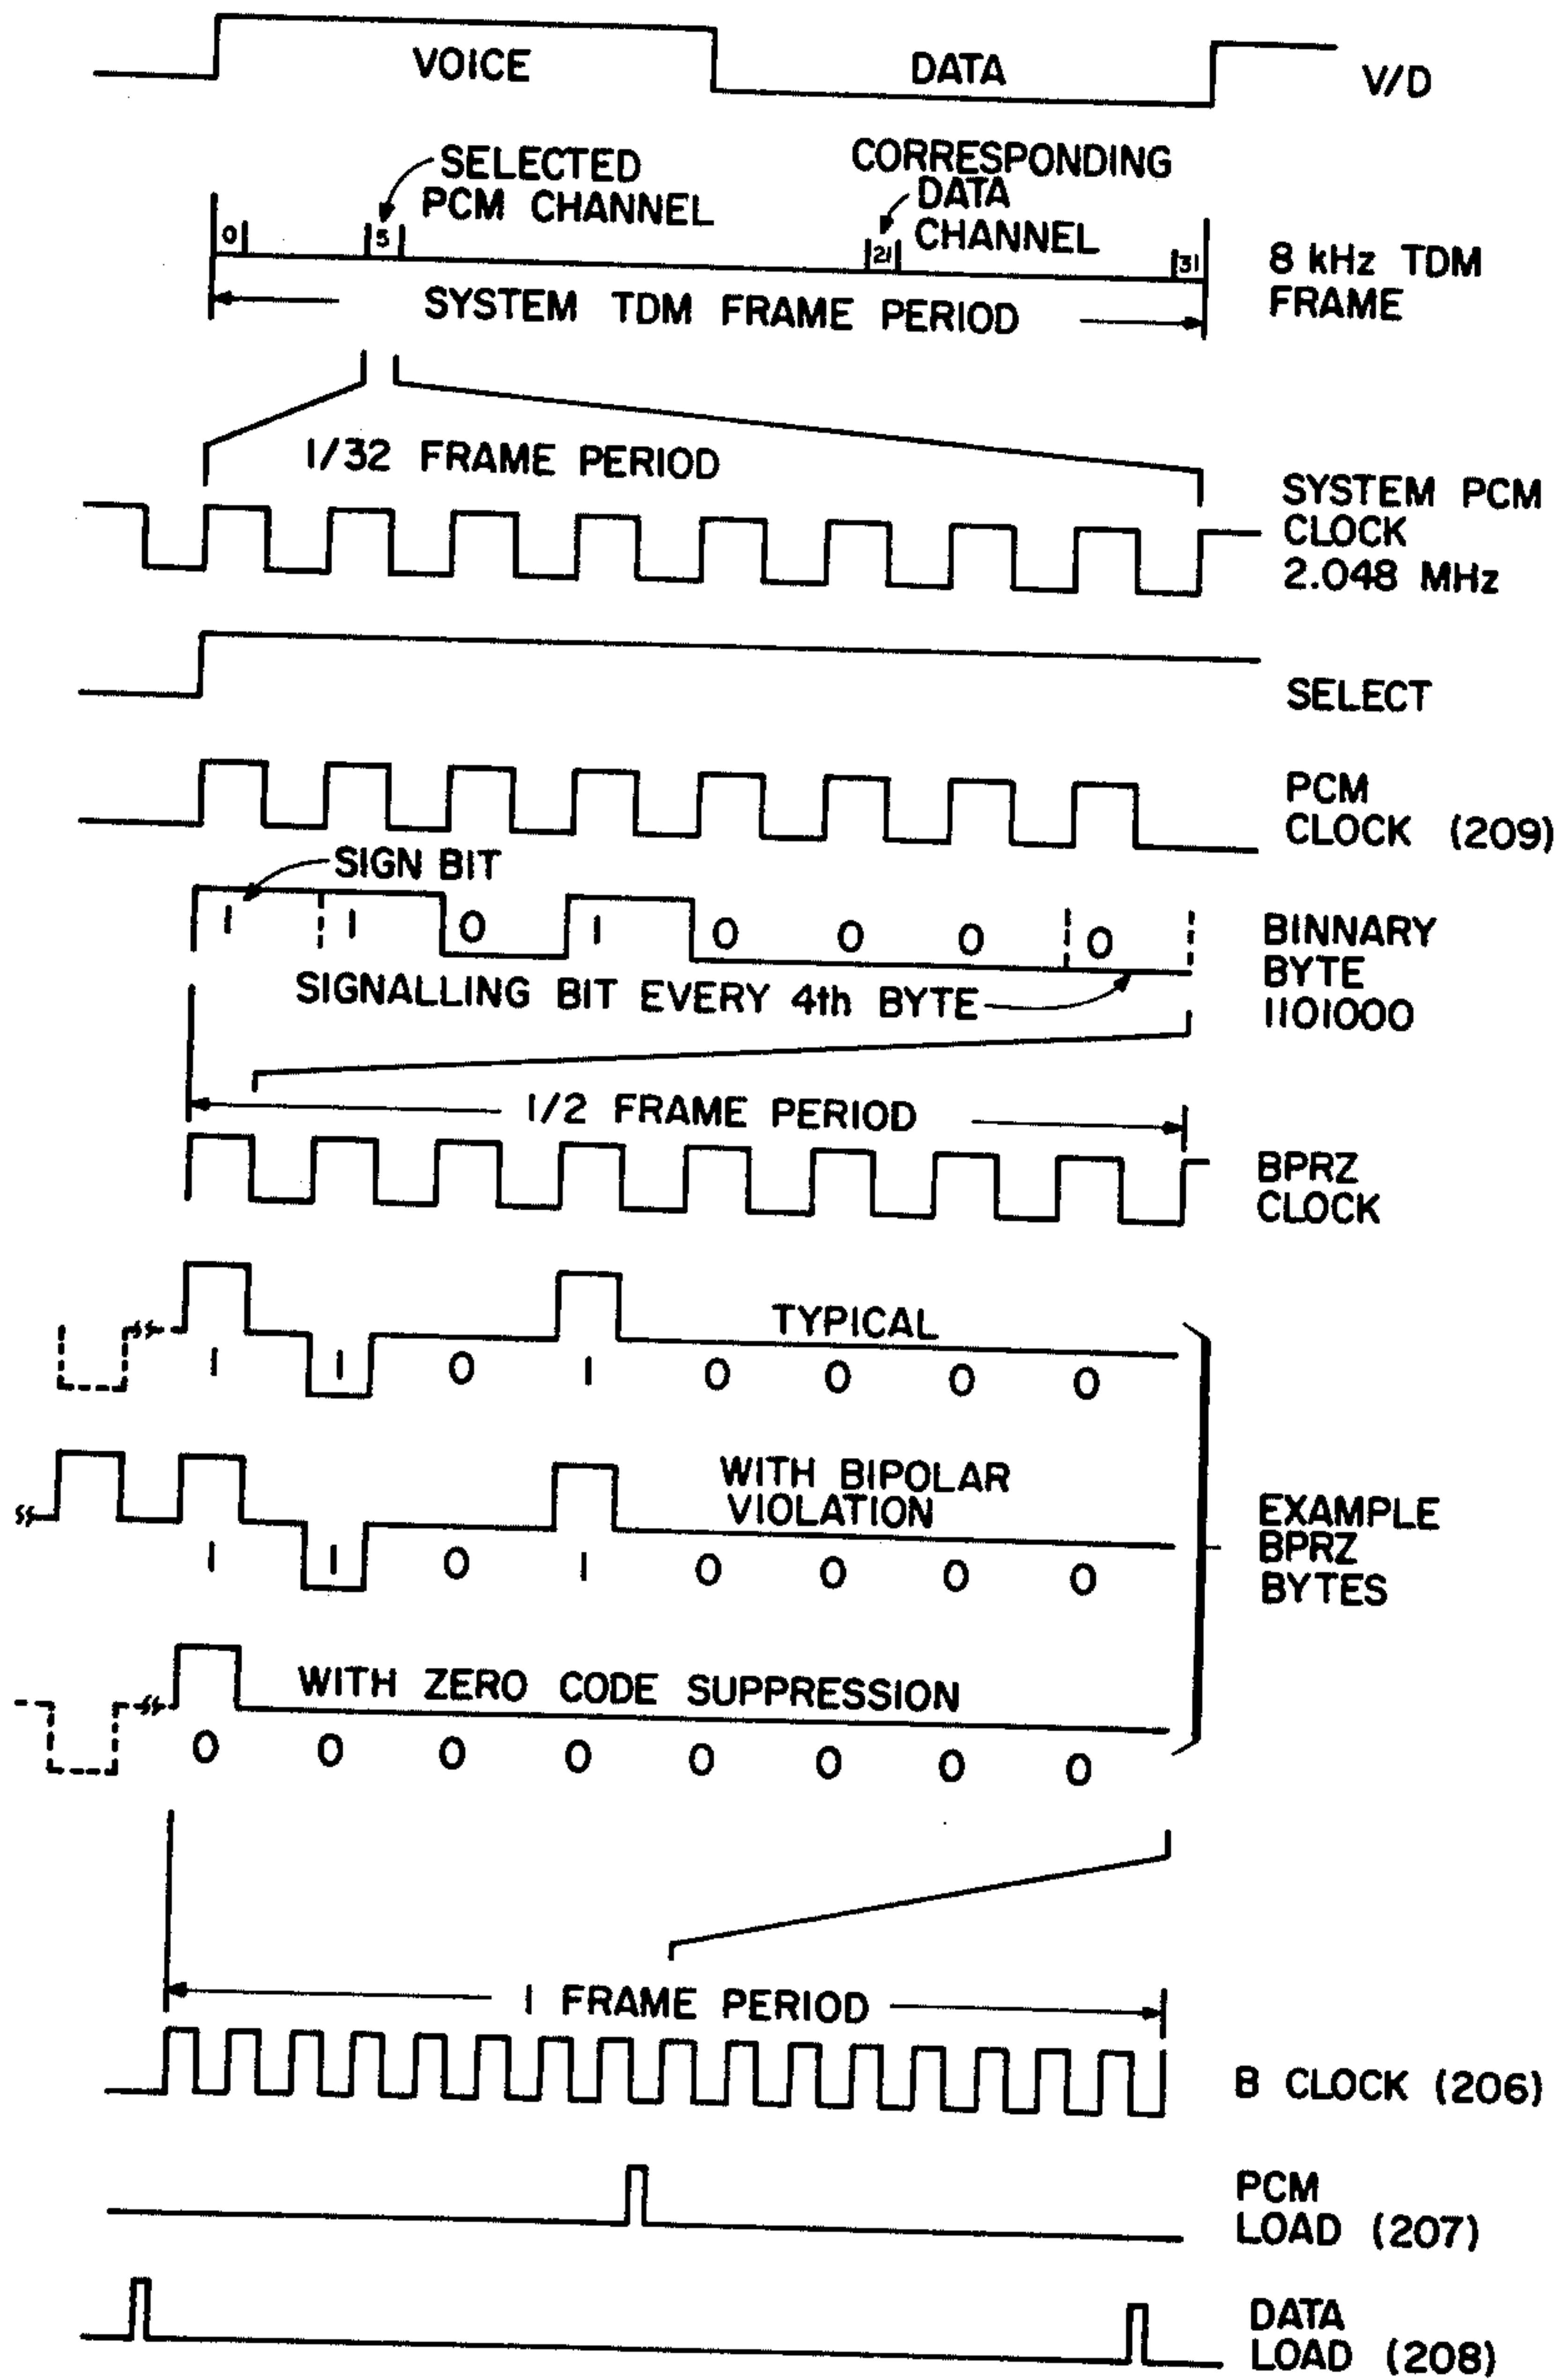 VOICE
DATA
V/D
SELECTED
PCM CHANNEL
CORRESPONDING
DATA
CHANNEL
0
5
21
31
8 kHz TDM
FRAME
SYSTEM TDM FRAME PERIOD
1/32 FRAME PERIOD
SYSTEM PCM
CLOCK
2.048 MHz
SELECT
PCM
CLOCK (209)
SIGN BIT
1 1 0 1 0 0 0 0
BINNARY
BYTE
1101000
SIGNALLING BIT EVERY 4th BYTE
1/2 FRAME PERIOD
BPRZ
CLOCK
TYPICAL
1 1 0 1 0 0 0 0
WITH BIPOLAR
VIOLATION
1 1 0 1 0 0 0 0
EXAMPLE
BPRZ
BYTES
WITH ZERO CODE SUPPRESSION
0 0 0 0 0 0 0 0
1 FRAME PERIOD
B CLOCK (206)
PCM
LOAD (207)
DATA
LOAD (208)